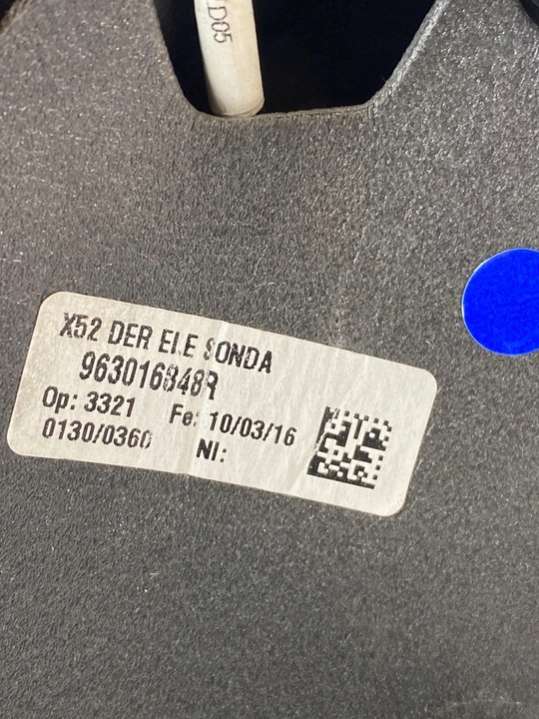 D05
X52 DER ELE SONDA
963016848R
Op: 3321 Fe: 10/03/16
0130/0360 NI: